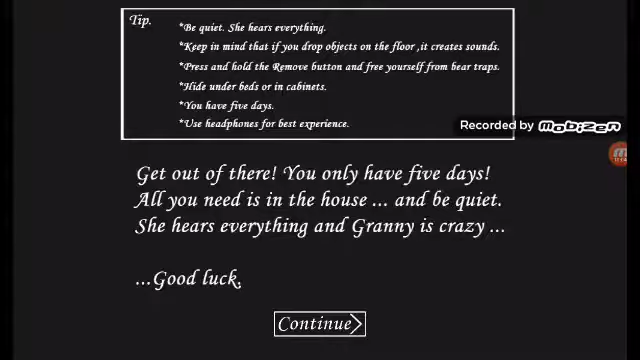 Tip.
*Be quiet. She hears everything.
*Keep in mind that if you drop objects on the floor ,it creates sounds.
*Press and hold the Remove button and free yourself from bear traps.
*Hide under beds or in cabinets.
*You have five days.
*Use headphones for best experience.
Recorded by mobizen
Get out of there! You only have five days!
All you need is in the house ... and be quiet.
She hears everything and Granny is crazy ...
...Good luck.
Continue